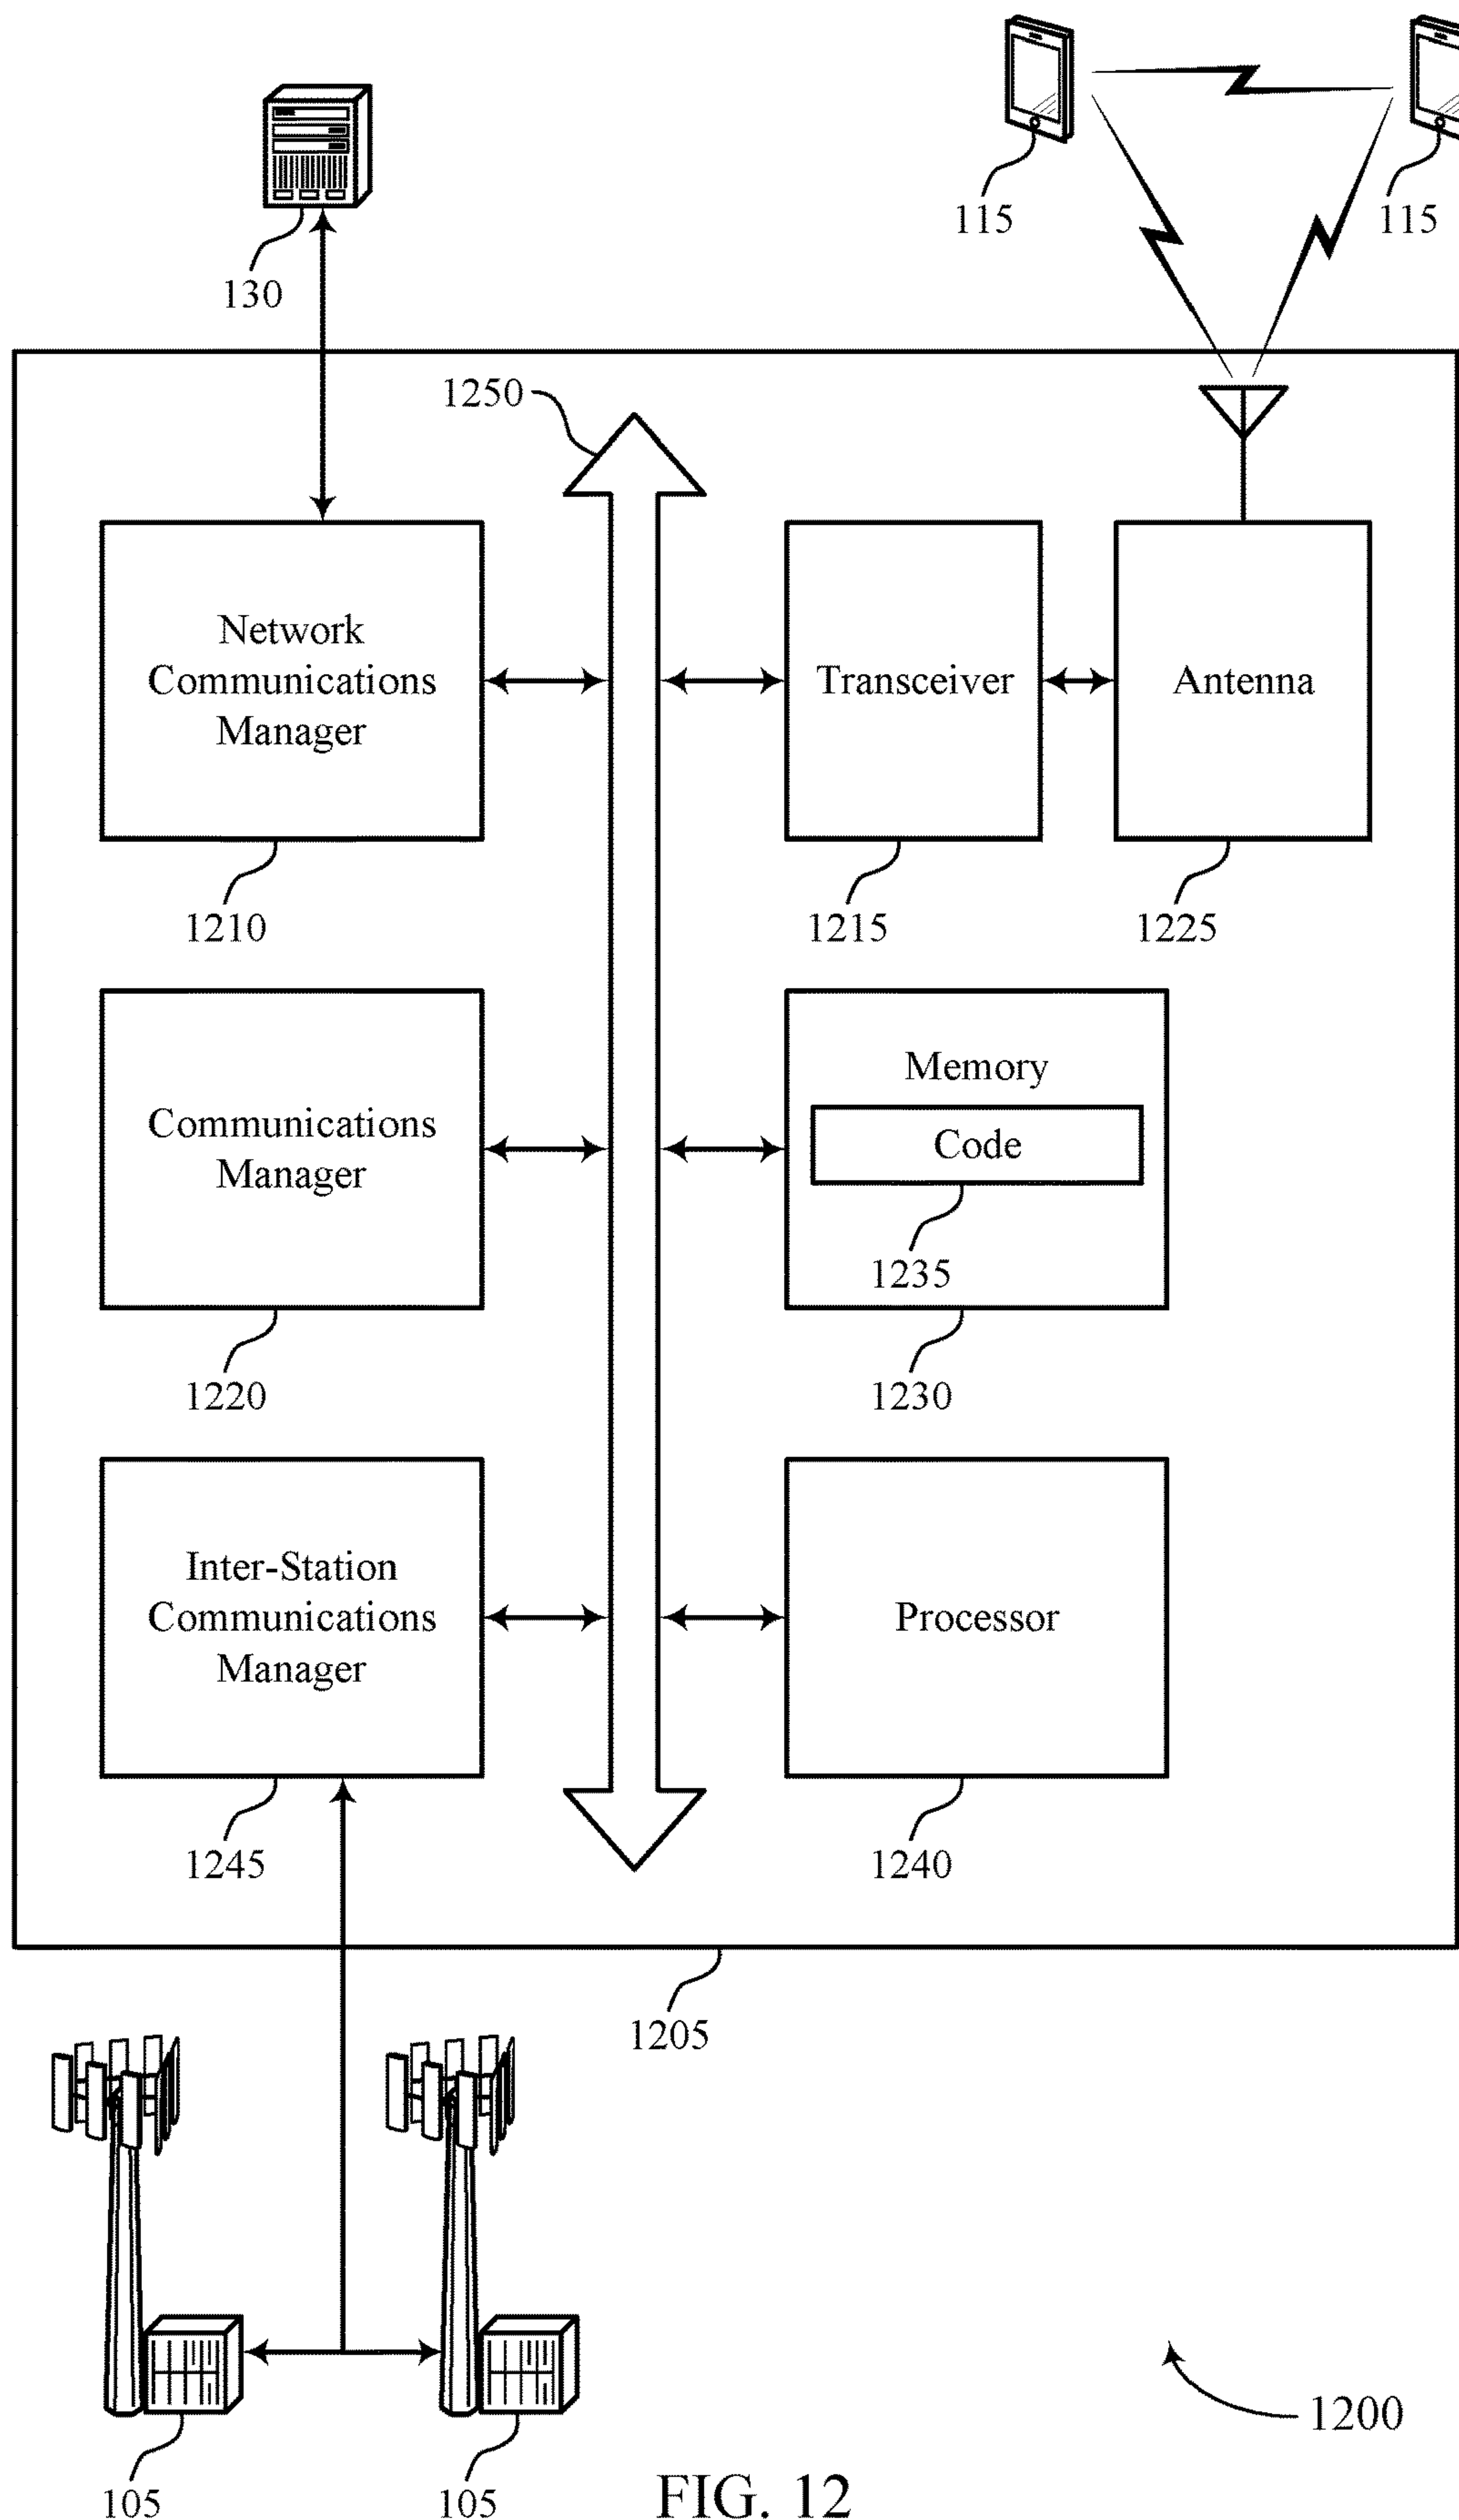 115
115
130
1250
Network
Communications
Manager
Transceiver
Antenna
1210
1215
1225
Communications
Manager
Memory
Code
1235
1220
1230
Inter-Station
Communications
Manager
Processor
1245
1240
1205
1200
105
105
FIG. 12